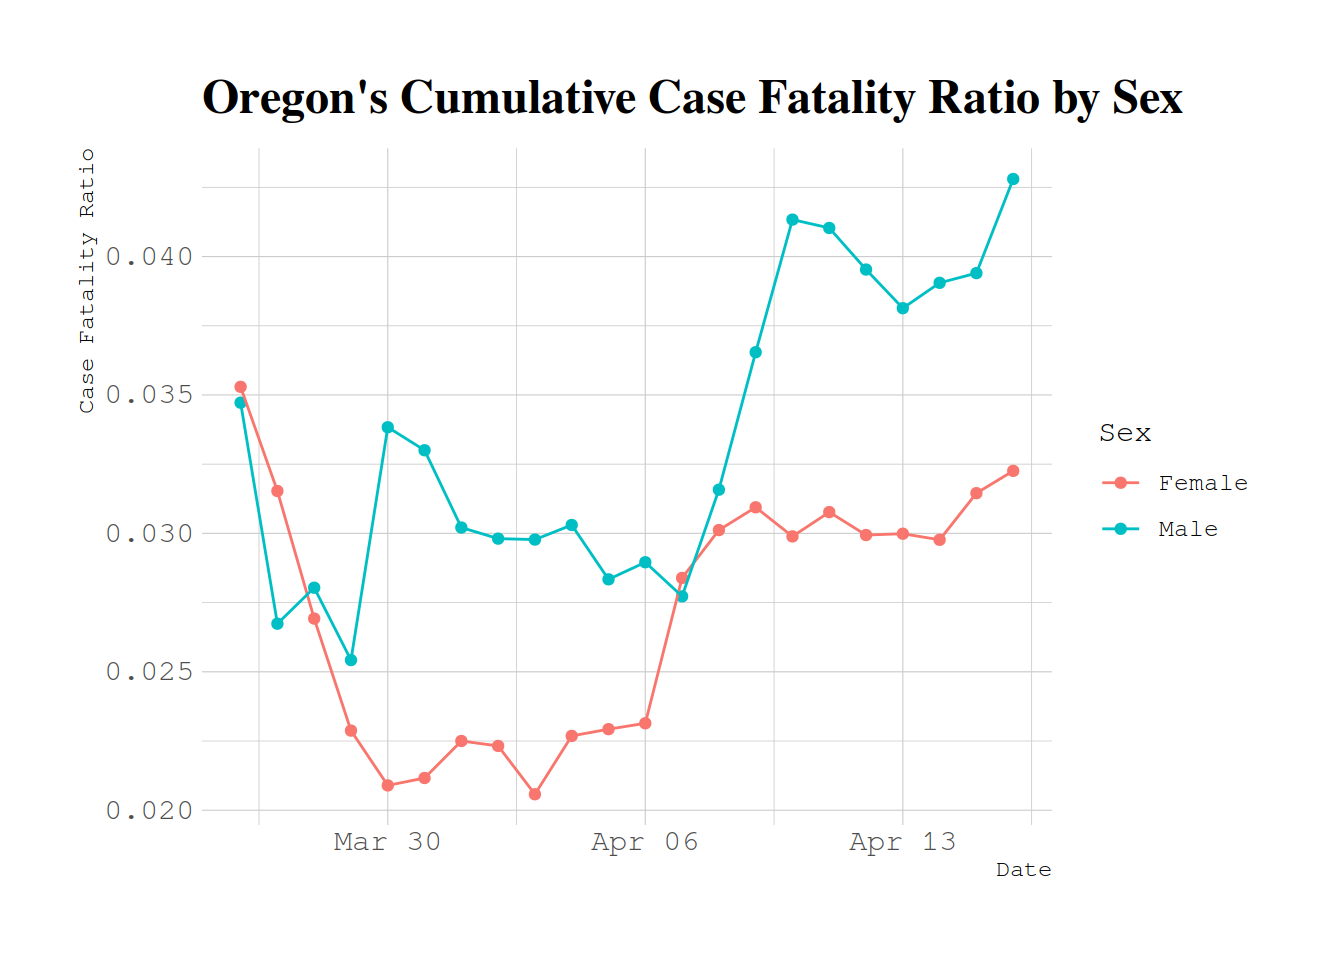 Oregon's Cumulative Case Fatality Ratio by Sex
Case Fatality Ratio
0.040
0.035
0.030
0.025
0.020
Mar 30
Apr 06
Apr 13
Date
Sex
Female
Male